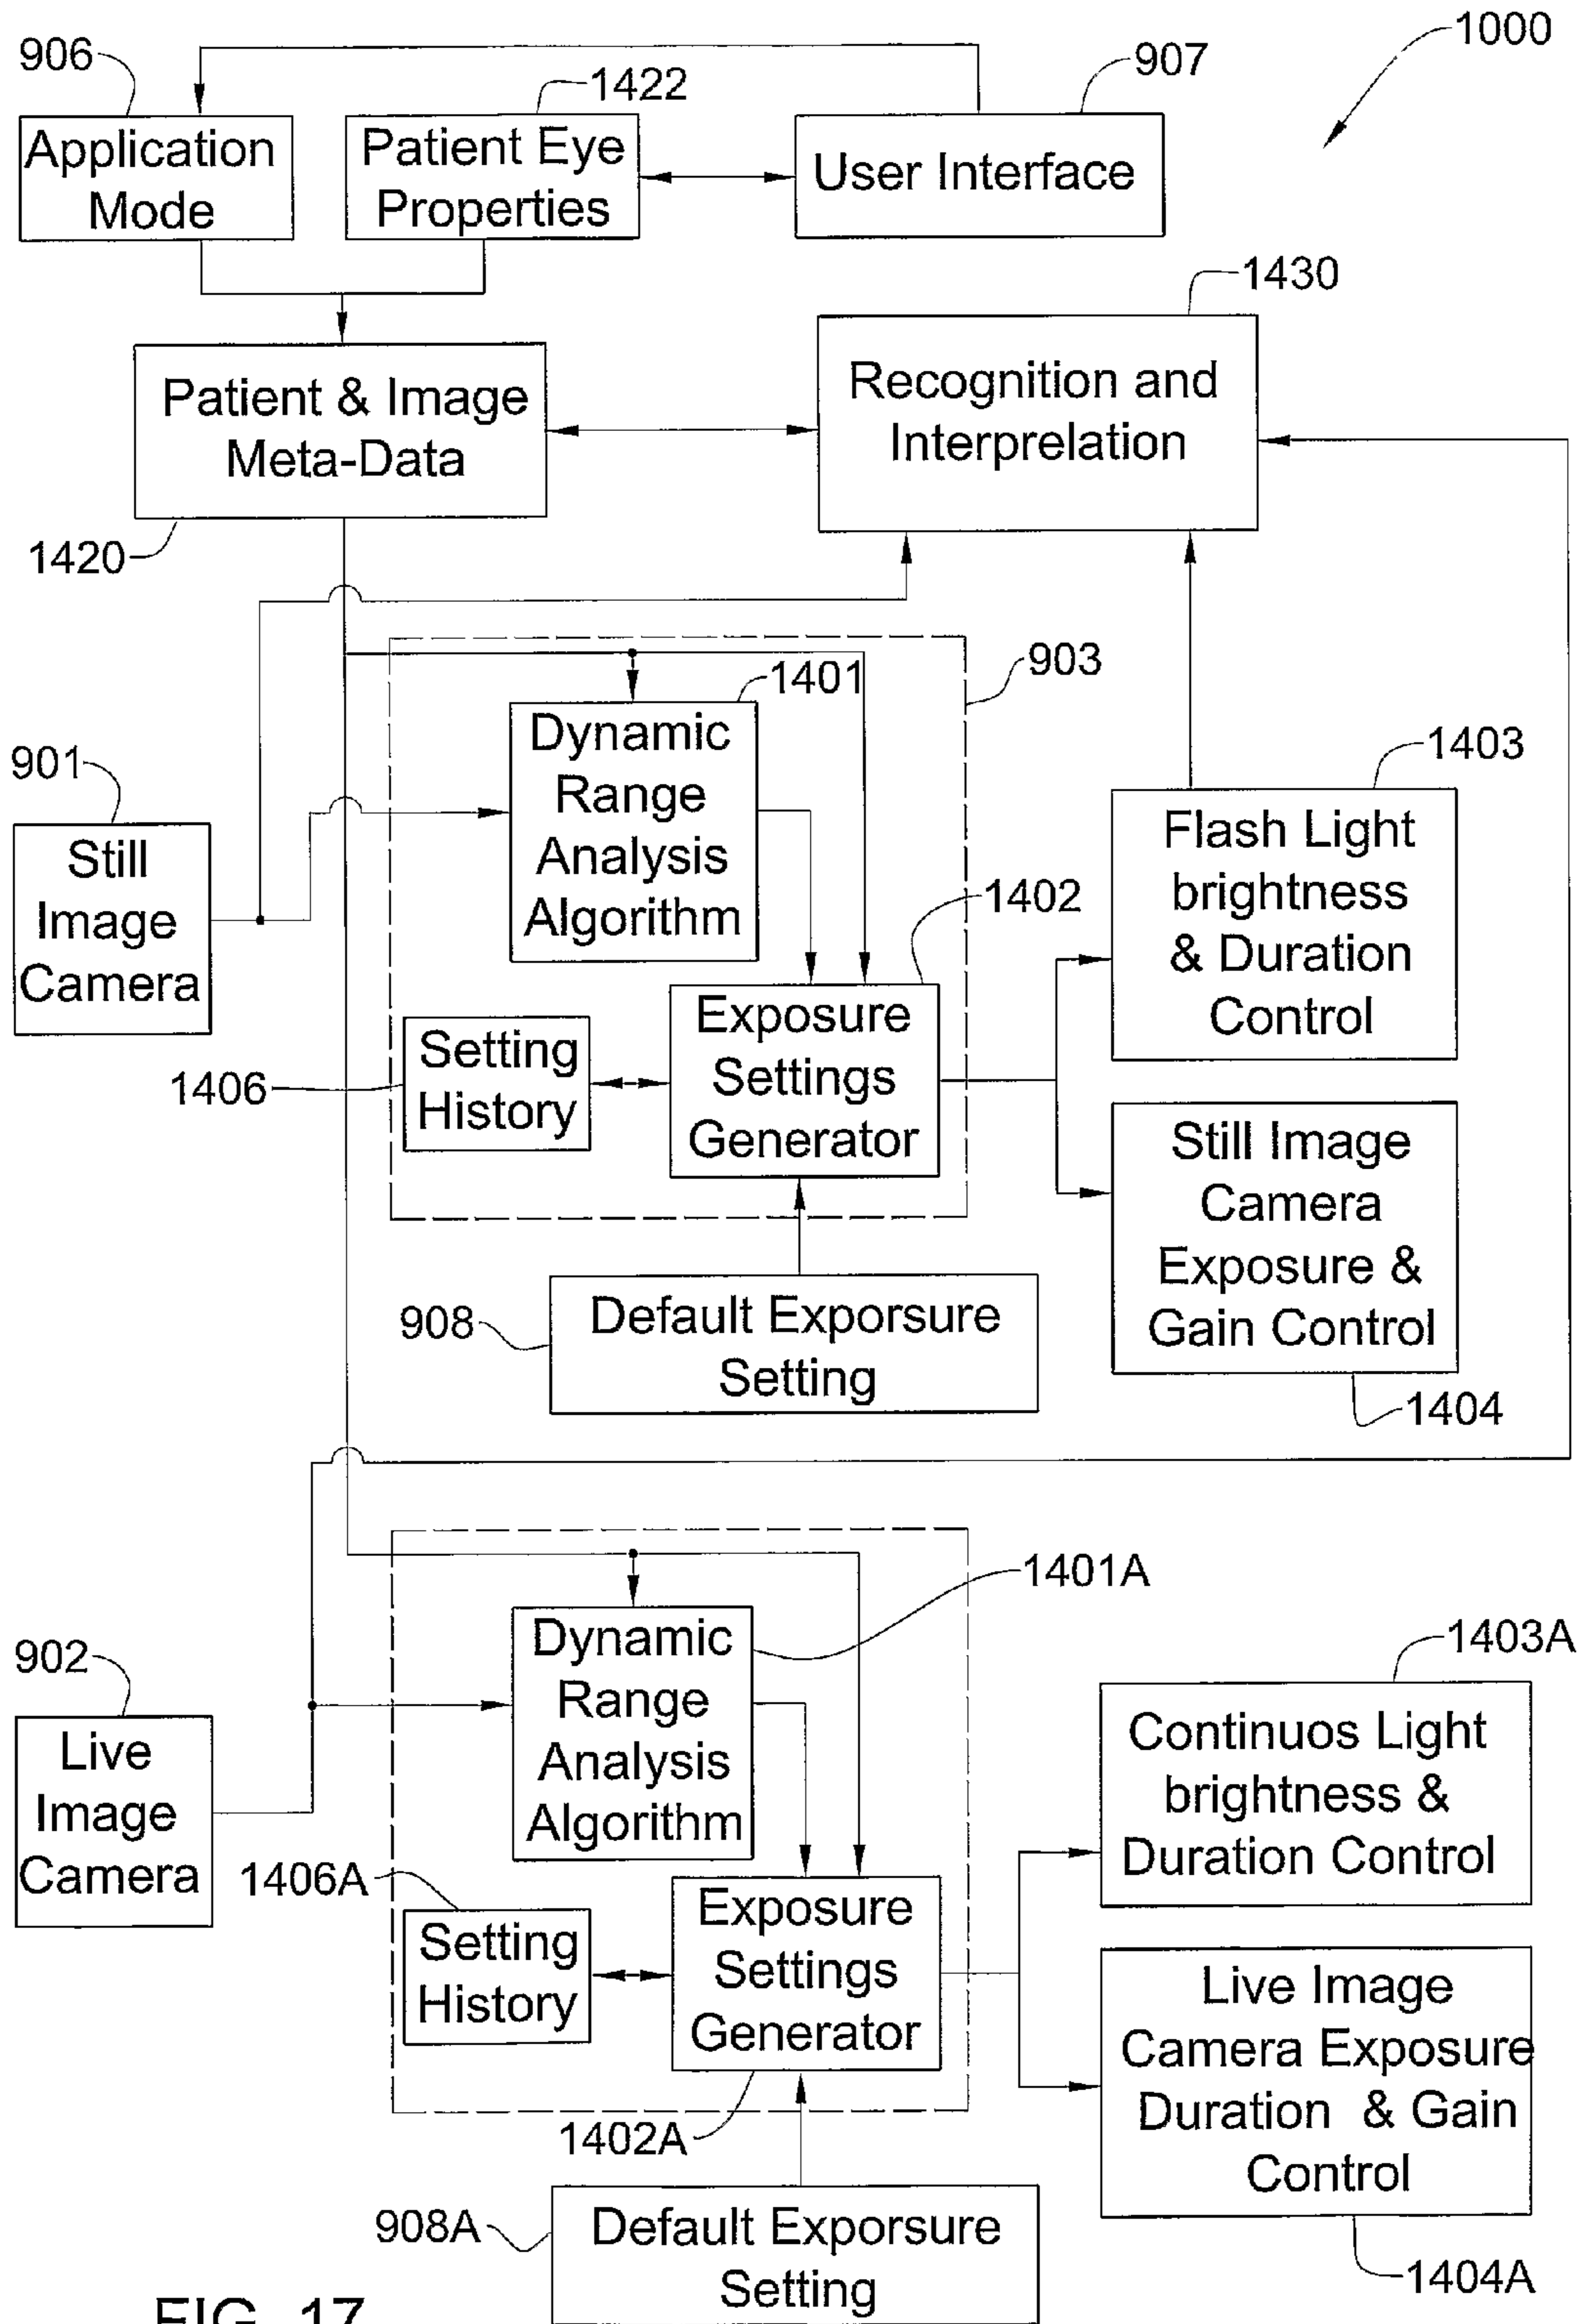 1000
906
1422
907
Application
Mode
Patient Eye
Properties
User Interface
1430
Patient & Image
Meta-Data
Recognition and
Interprelation
1420
903
1401
Dynamic
Range
Analysis
Algorithm
901
Still
Image
Camera
1403
Flash Light
brightness
& Duration
Control
1402
Exposure
Settings
Generator
Setting
History
1406
Still Image
Camera
Exposure &
Gain Control
1404
908
Default Exporsure
Setting
1401A
Dynamic
Range
Analysis
Algorithm
902
Live
Image
Camera
1403A
Continuos Light
brightness &
Duration Control
1406A
Setting
History
Exposure
Settings
Generator
Live Image
Camera Exposure
Duration & Gain
Control
1402A
908A
Default Exporsure
Setting
1404A
FIG. 17